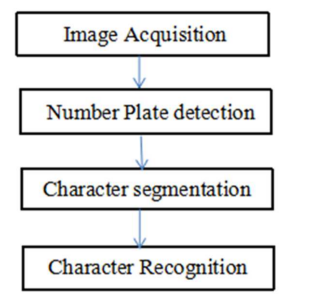 Image Acquisition
Number Plate detection
Character segmentation
Character Recognition